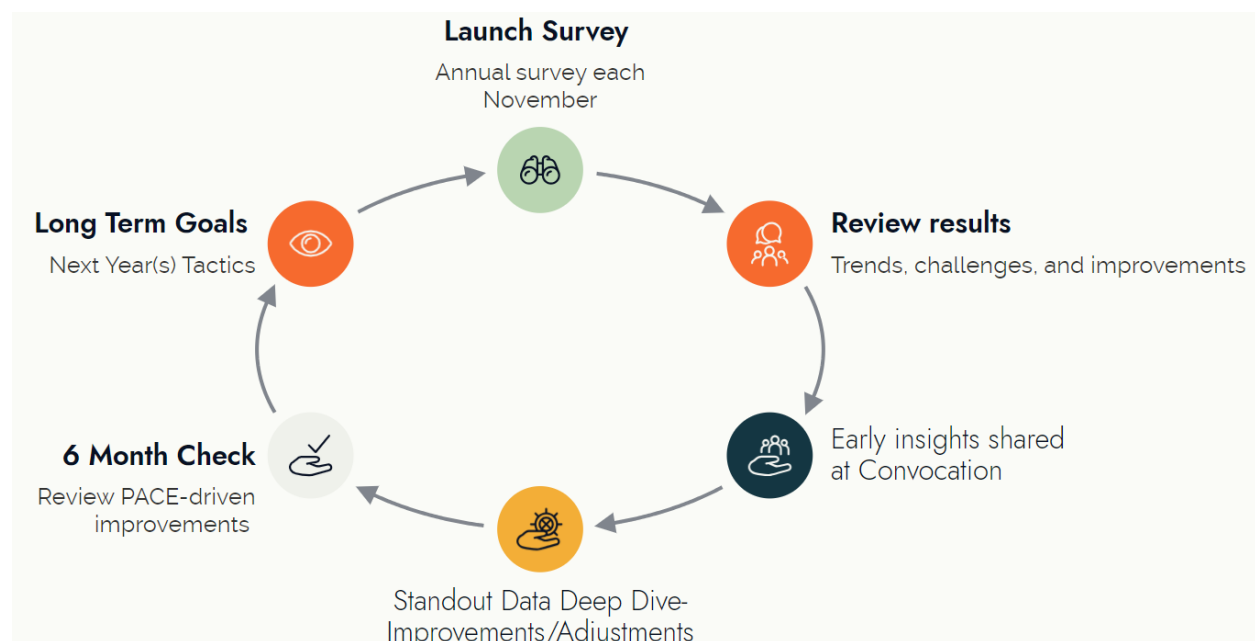 Launch Survey
Annual survey each
November
Review results
Trends, challenges, and improvements
Early insights shared
at Convocation
Standout Data Deep Dive-
Improvements/Adjustments
6 Month Check
Review PACE-driven
improvements
Long Term Goals
Next Year(s) Tactics